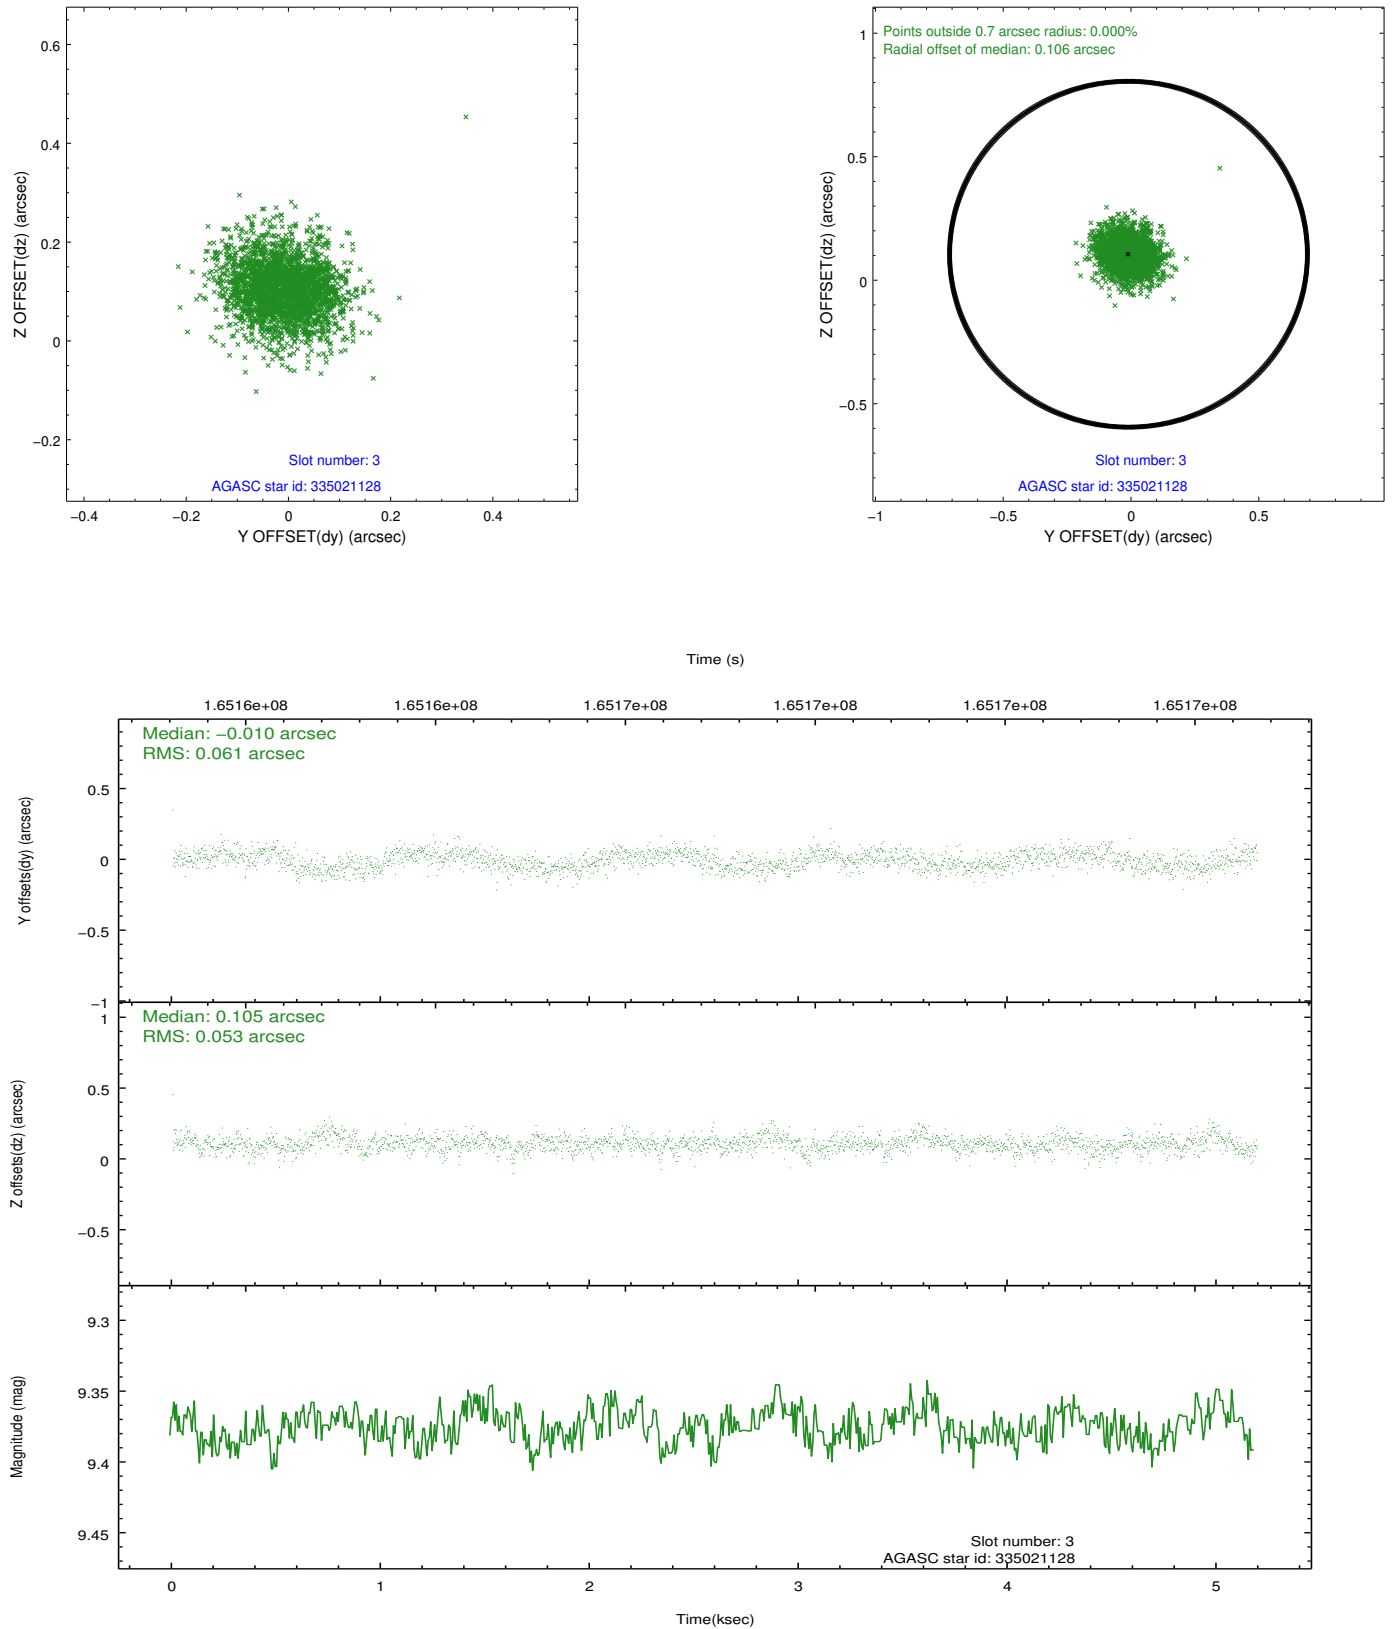 0.6
0.4
0.2
0
−0.2
Z OFFSET(dz) (arcsec)
Slot number: 3
AGASC star id: 335021128
−0.4 −0.2 0 0.2 0.4
Y OFFSET(dy) (arcsec)
Points outside 0.7 arcsec radius: 0.000%
Radial offset of median: 0.106 arcsec
1
0.5
0
−0.5
Z OFFSET(dz) (arcsec)
Slot number: 3
AGASC star id: 335021128
−1 −0.5 0 0.5
Y OFFSET(dy) (arcsec)
Time (s)
1.6516e+08 1.6516e+08 1.6517e+08 1.6517e+08 1.6517e+08 1.6517e+08
Median: −0.010 arcsec
RMS: 0.061 arcsec
0.5
0
−0.5
−1
Y offsets(dy) (arcsec)
Median: 0.105 arcsec
RMS: 0.053 arcsec
1
0.5
0
−0.5
Z offsets(dz) (arcsec)
9.3
9.35
9.4
9.45
Magnitude (mag)
Slot number: 3
AGASC star id: 335021128
0 1 2 3 4 5
Time(ksec)